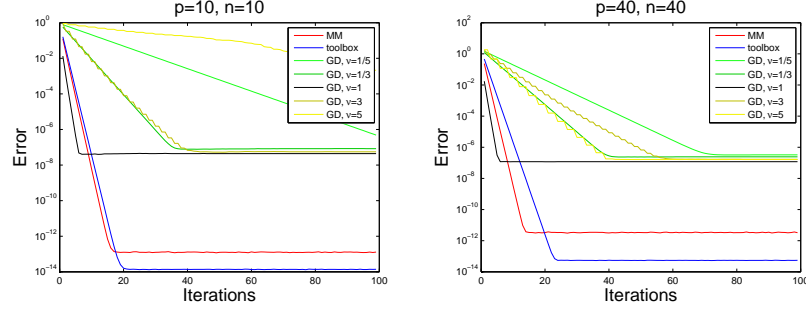 p=10, n=10
Error
10^0
10^-2
10^-4
10^-6
10^-8
10^-10
10^-12
10^-14
0 20 40 60 80 100
Iterations
MM
toolbox
GD, ν=1/5
GD, ν=1/3
GD, ν=1
GD, ν=3
GD, ν=5
p=40, n=40
Error
10^2
10^0
10^-2
10^-4
10^-6
10^-8
10^-10
10^-12
10^-14
0 20 40 60 80 100
Iterations
MM
toolbox
GD, ν=1/5
GD, ν=1/3
GD, ν=1
GD, ν=3
GD, ν=5